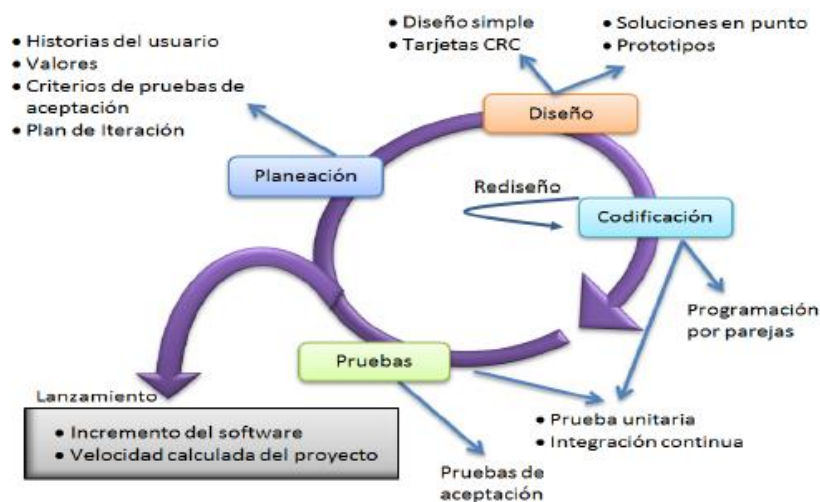 • Historias del usuario
• Valores
• Criterios de pruebas de
aceptación
• Plan de Iteración
• Diseño simple
• Tarjetas CRC
• Soluciones en punto
• Prototipos
Diseño
Planeación
Rediseño
Codificación
Programación
por parejas
Pruebas
Lanzamiento
• Incremento del software
• Velocidad calculada del proyecto
• Prueba unitaria
• Integración continua
Pruebas de
aceptación